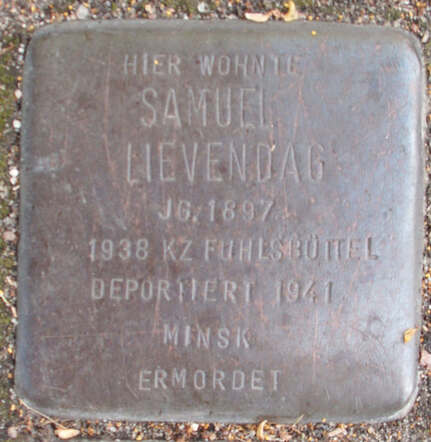 HIER WOHNTE
SAMUEL
LIEVENDAG
JG. 1897
1938 KZ FUHLSBÜTTEL
DEPORTIERT 1941
MINSK
ERMORDET